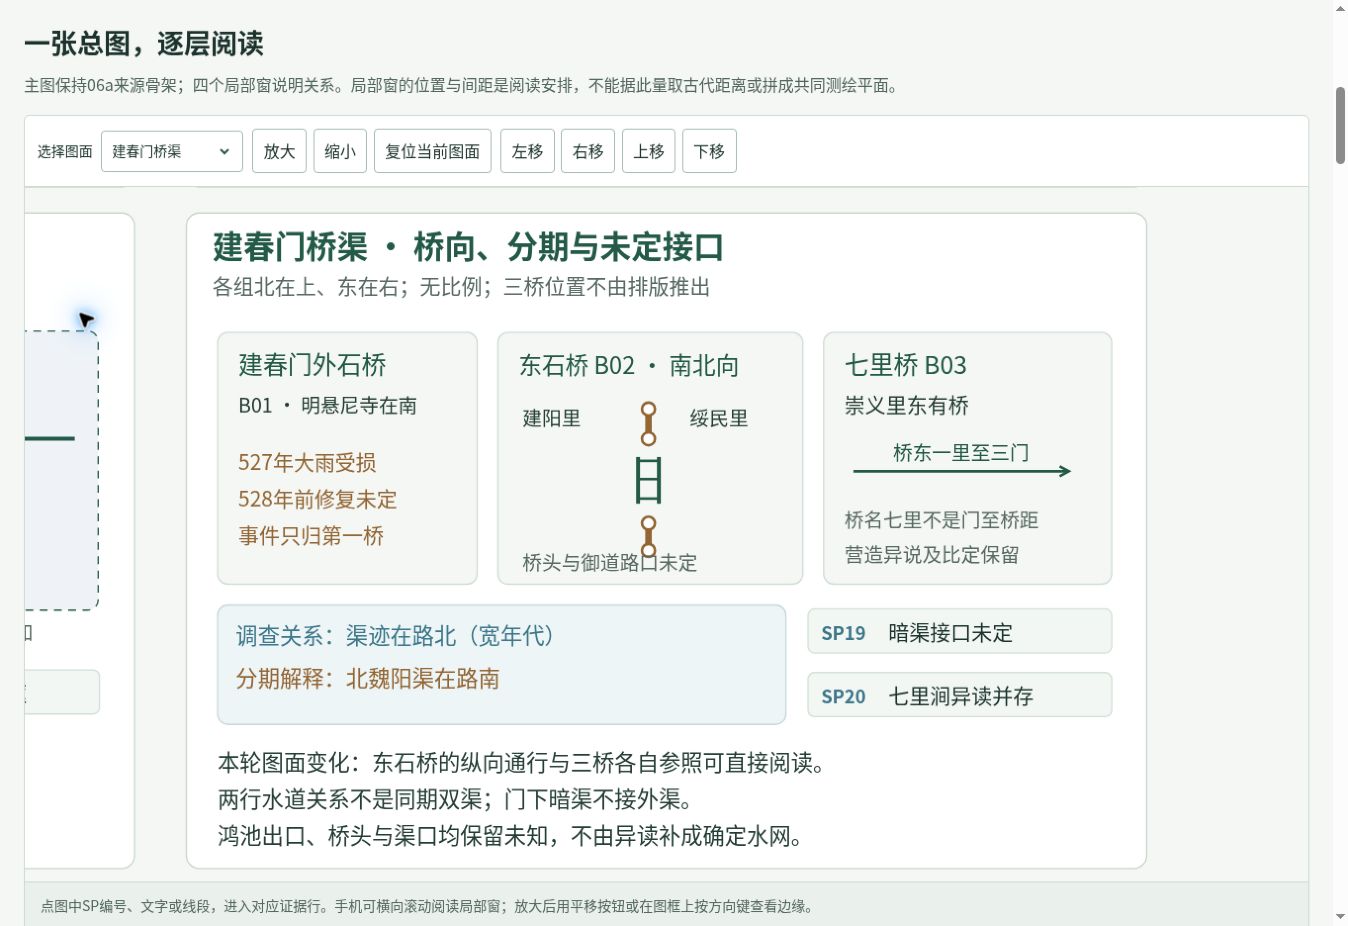 一张总图，逐层阅读
主图保持06a来源骨架；四个局部窗说明关系。局部窗的位置与间距是阅读安排，不能据此量取古代距离或拼成共同测绘平面。
选择图面 建春门桥渠 放大 缩小 复位当前图面 左移 右移 上移 下移
建春门桥渠 · 桥向、分期与未定接口
各组北在上、东在右；无比例；三桥位置不由排版推出
建春门外石桥
B01 · 明悬尼寺在南
527年大雨受损
528年前修复未定
事件只归第一桥
东石桥 B02 · 南北向
建阳里 绥民里
桥头与御道路口未定
七里桥 B03
崇义里东有桥
桥东一里至三门
桥名七里不是门至桥距
营造异说及比定保留
调查关系：渠迹在路北（宽年代）
分期解释：北魏阳渠在路南
SP19 暗渠接口未定
SP20 七里涧异读并存
本轮图面变化：东石桥的纵向通行与三桥各自参照可直接阅读。
两行水道关系不是同期双渠；门下暗渠不接外渠。
鸿池出口、桥头与渠口均保留未知，不由异读补成确定水网。
点图中SP编号、文字或线段，进入对应证据行。手机可横向滚动阅读局部窗；放大后用平移按钮或在图框上按方向键查看边缘。